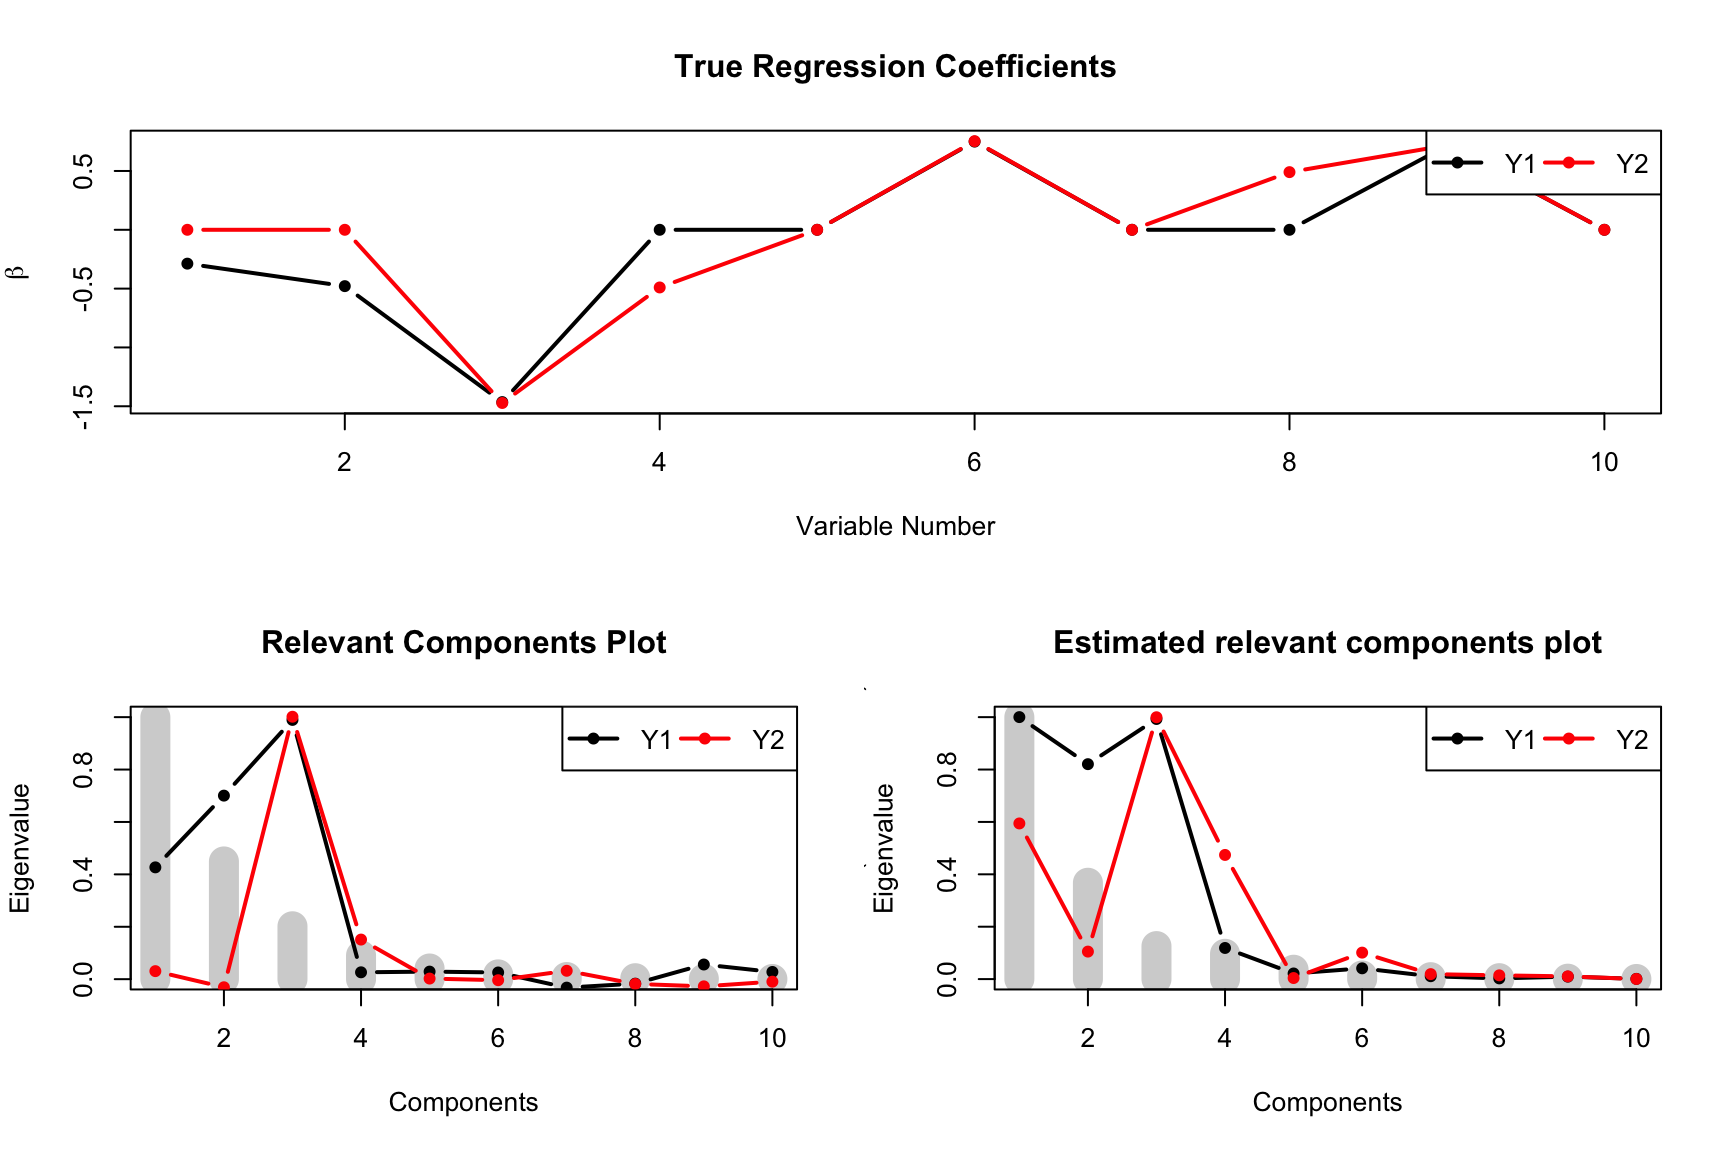 True Regression Coefficients
β
0.5
-0.5
-1.5
Y1 Y2
2 4 6 8 10
Variable Number
Relevant Components Plot
Eigenvalue
0.8
0.4
0.0
Y1 Y2
2 4 6 8 10
Components
Estimated relevant components plot
Eigenvalue
0.8
0.4
0.0
Y1 Y2
2 4 6 8 10
Components